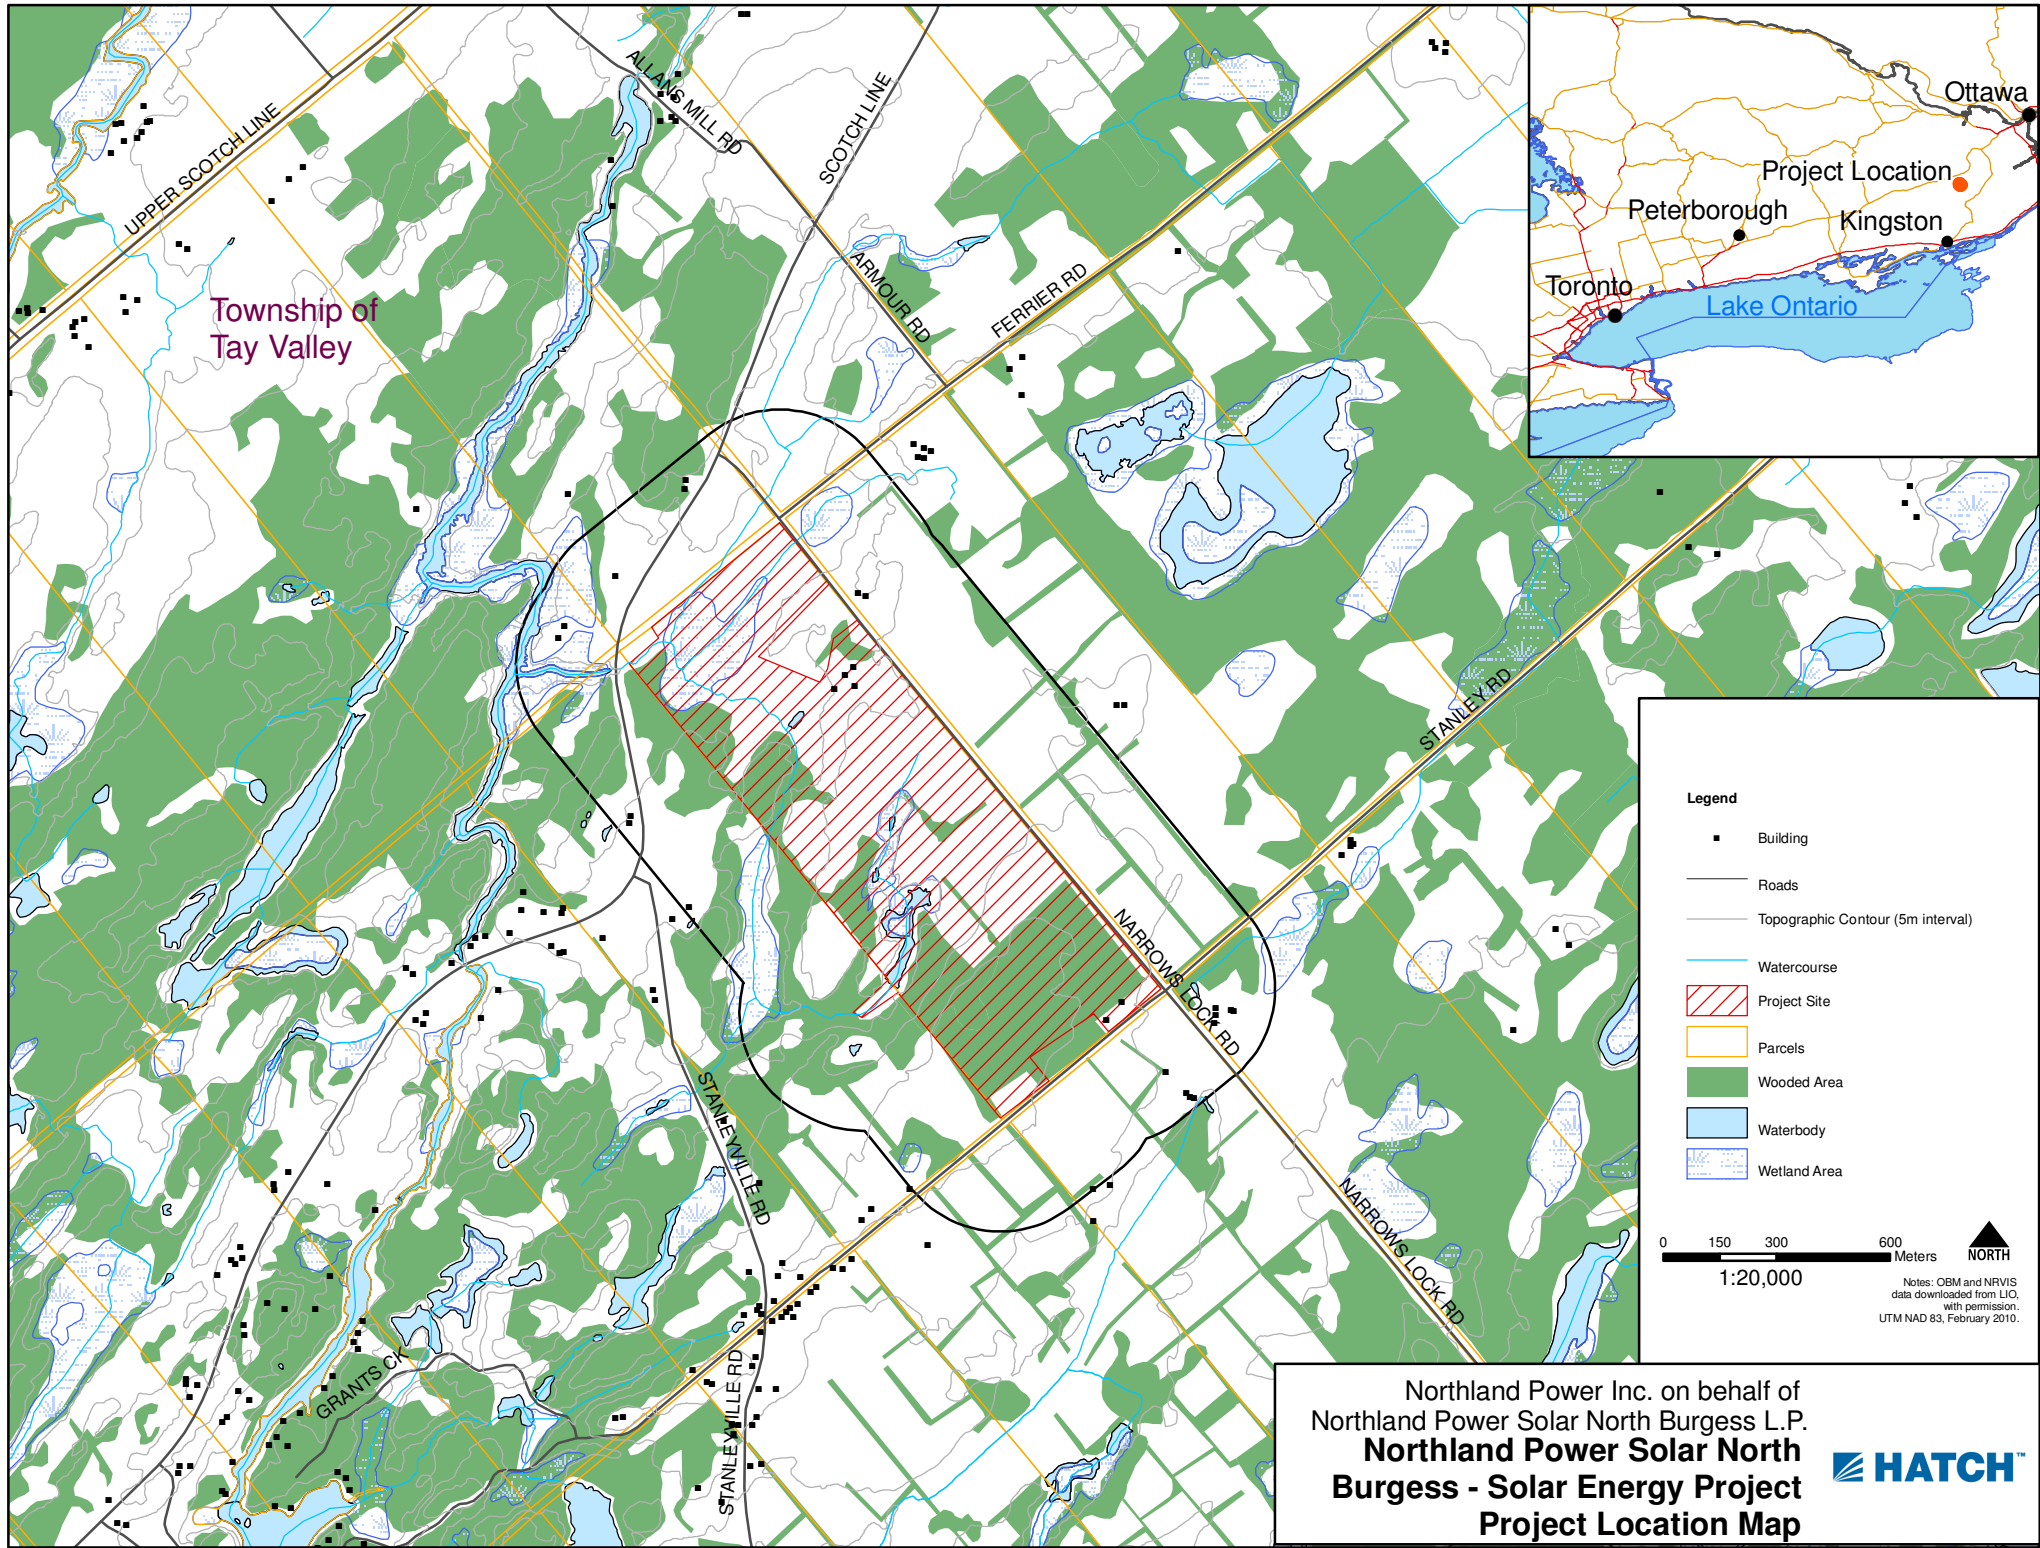 UPPER SCOTCH LINE
ALLANS MILL RD
SCOTCH LINE
Township of
Tay Valley
ARMOUR RD
FERRIER RD
STANLEY RD
NARROWS LOCK RD
STANLEYVILLE RD
NARROWS LOCK RD
GRANTS CK
STANLEYVILLE RD
Ottawa
Project Location
Peterborough
Kingston
Toronto
Lake Ontario
Legend
Building
Roads
Topographic Contour (5m interval)
Watercourse
Project Site
Parcels
Wooded Area
Waterbody
Wetland Area
0 150 300 600
Meters
1:20,000
NORTH
Notes: OBM and NRVIS
data downloaded from LIO,
with permission.
UTM NAD 83, February 2010.
Northland Power Inc. on behalf of
Northland Power Solar North Burgess L.P.
Northland Power Solar North
Burgess - Solar Energy Project
Project Location Map
HATCH™